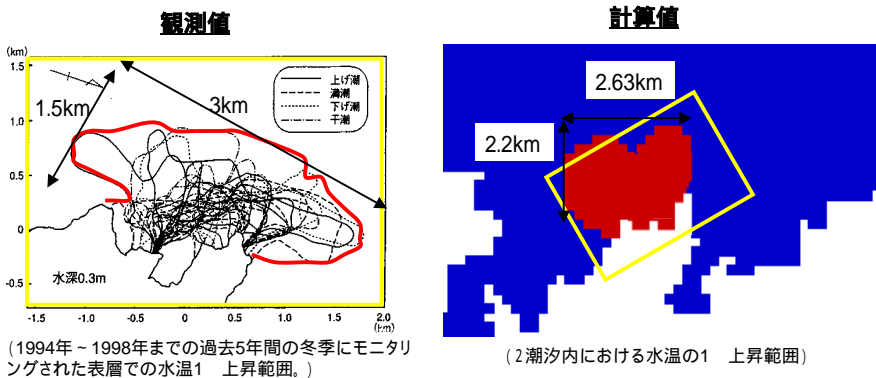 観測値
(km)
1.5
1.0
0.5
0
-0.5
1.5km
3km
上げ潮
満潮
下げ潮
干潮
水深0.3m
-1.5
-1.0
-0.5
0
0.5
1.0
1.5
2.0
(km)
(1994年~1998年までの過去5年間の冬季にモニタリ
ングされた表層での水温1 上昇範囲。)
計算値
2.63km
2.2km
(2潮汐内における水温の1 上昇範囲)